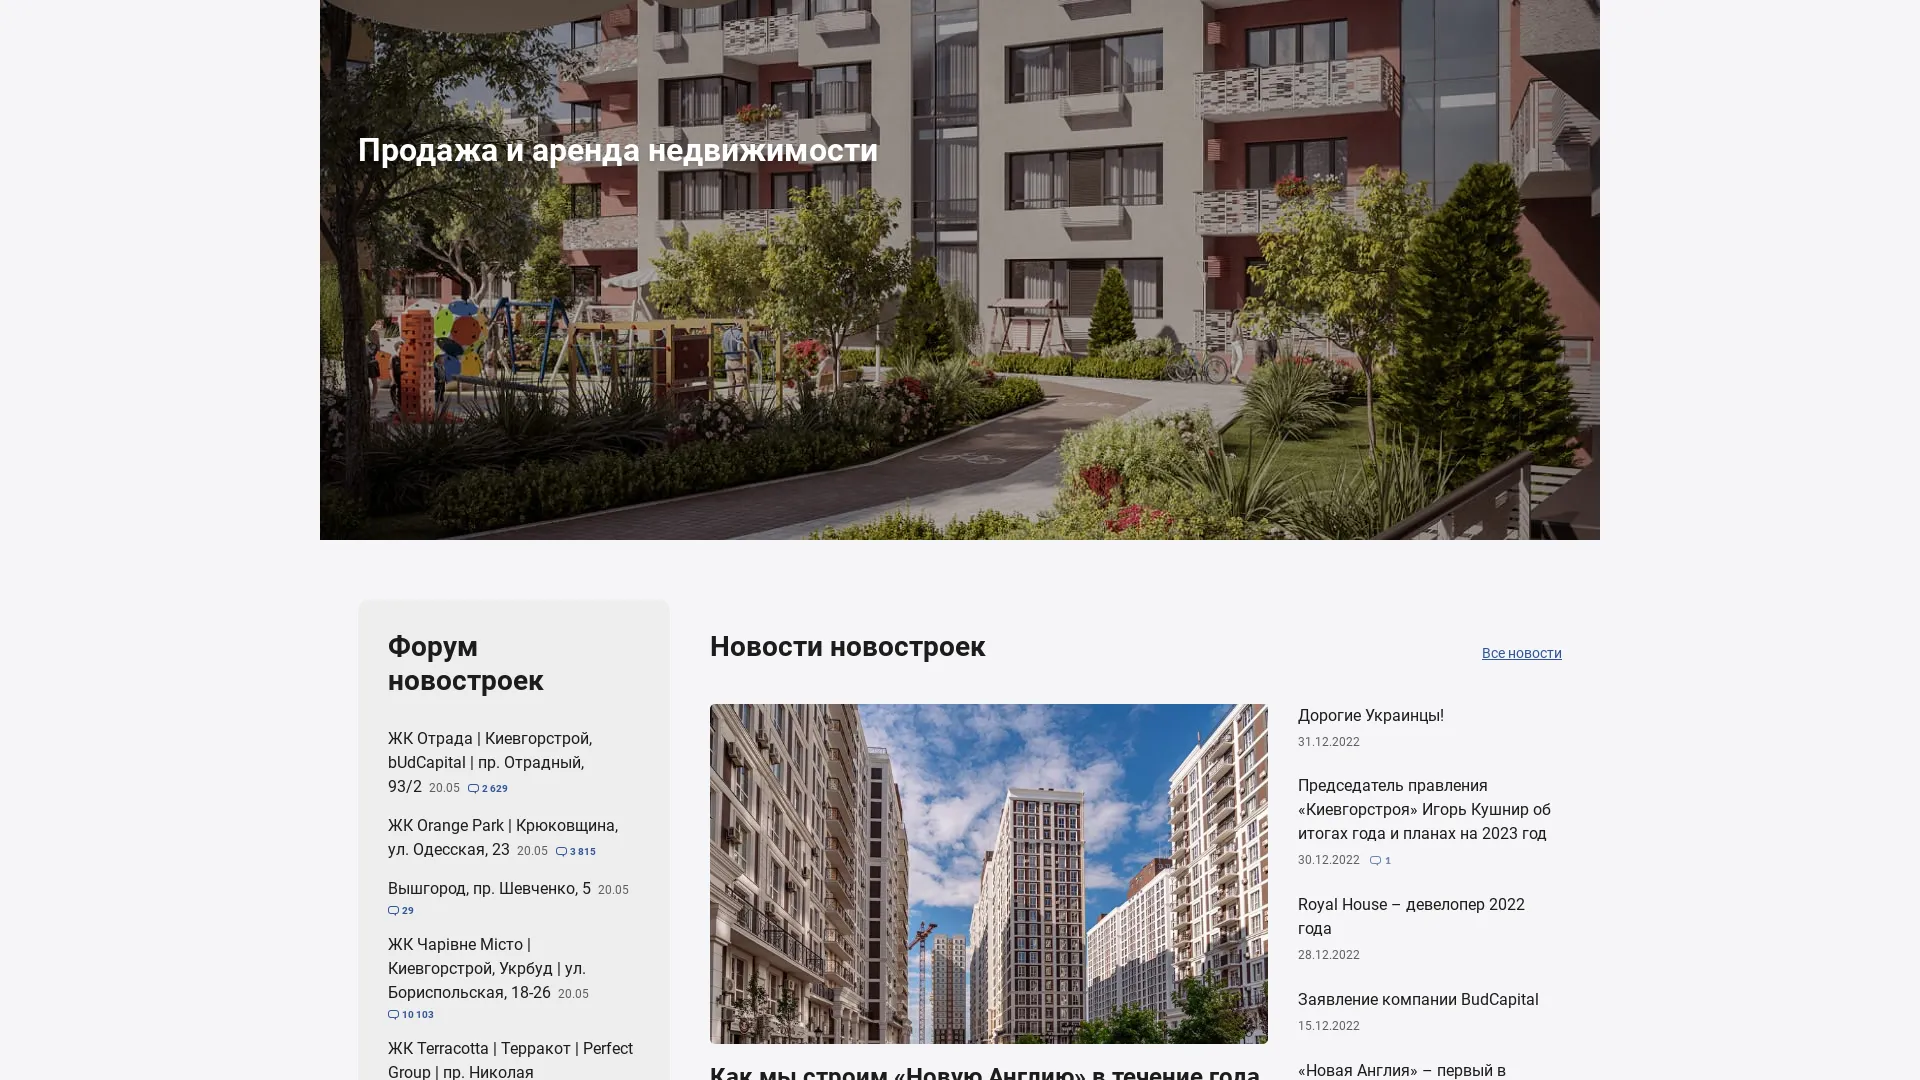 Продажа и аренда недвижимости
Форум
новостроек
ЖК Отрада | Киевгорстрой,
bUdCapital | пр. Отрадный,
93/2 20.05 2 629
ЖК Orange Park | Крюковщина,
ул. Одесская, 23 20.05 3 815
Вышгород, пр. Шевченко, 5 20.05
29
ЖК Чарівне Місто |
Киевгорстрой, Укрбуд | ул.
Бориспольская, 18-26 20.05
10 103
ЖК Terracotta | Терракот | Perfect
Group | пр. Николая
Новости новостроек
Все новости
Как мы строим «Новую Англию» в течение года
Дорогие Украинцы!
31.12.2022
Председатель правления
«Киевгорстроя» Игорь Кушнир об
итогах года и планах на 2023 год
30.12.2022 1
Royal House – девелопер 2022
года
28.12.2022
Заявление компании BudCapital
15.12.2022
«Новая Англия» – первый в